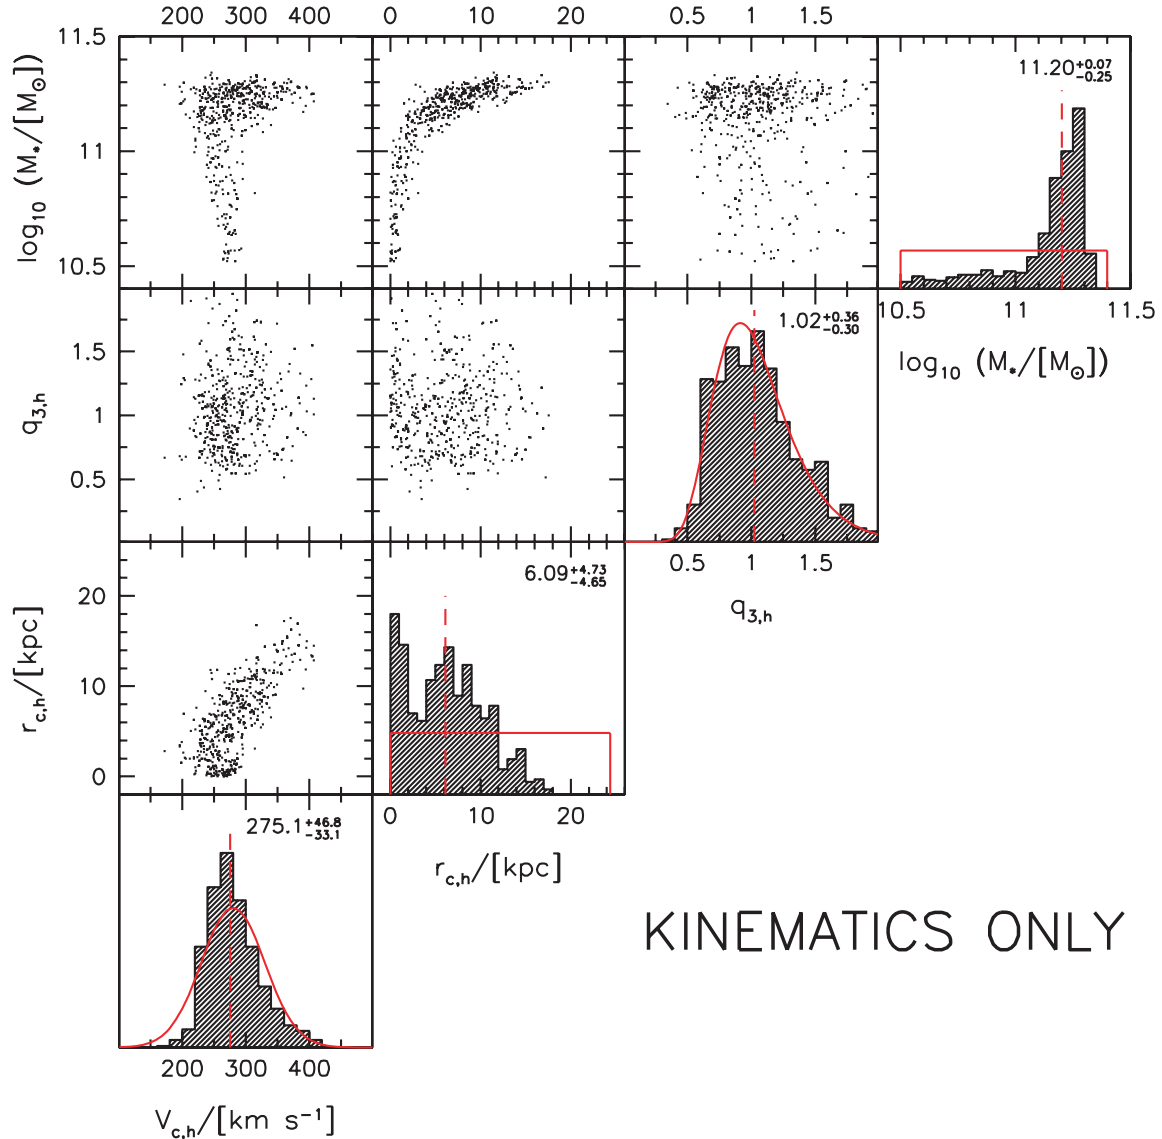 200 300 400 0 10 20 0.5 1 1.5
11.5
11
10.5
log₁₀ (M*/[M⊙])
11.20+0.07−0.25
10.5 11 11.5
log₁₀ (M*/[M⊙])
1.5
1
0.5
q3,h
1.02+0.36−0.30
0.5 1 1.5
q3,h
20
10
0
rc,h/[kpc]
6.09+4.73−4.65
0 10 20
rc,h/[kpc]
275.1+46.8−33.1
200 300 400
Vc,h/[km s⁻¹]
KINEMATICS ONLY